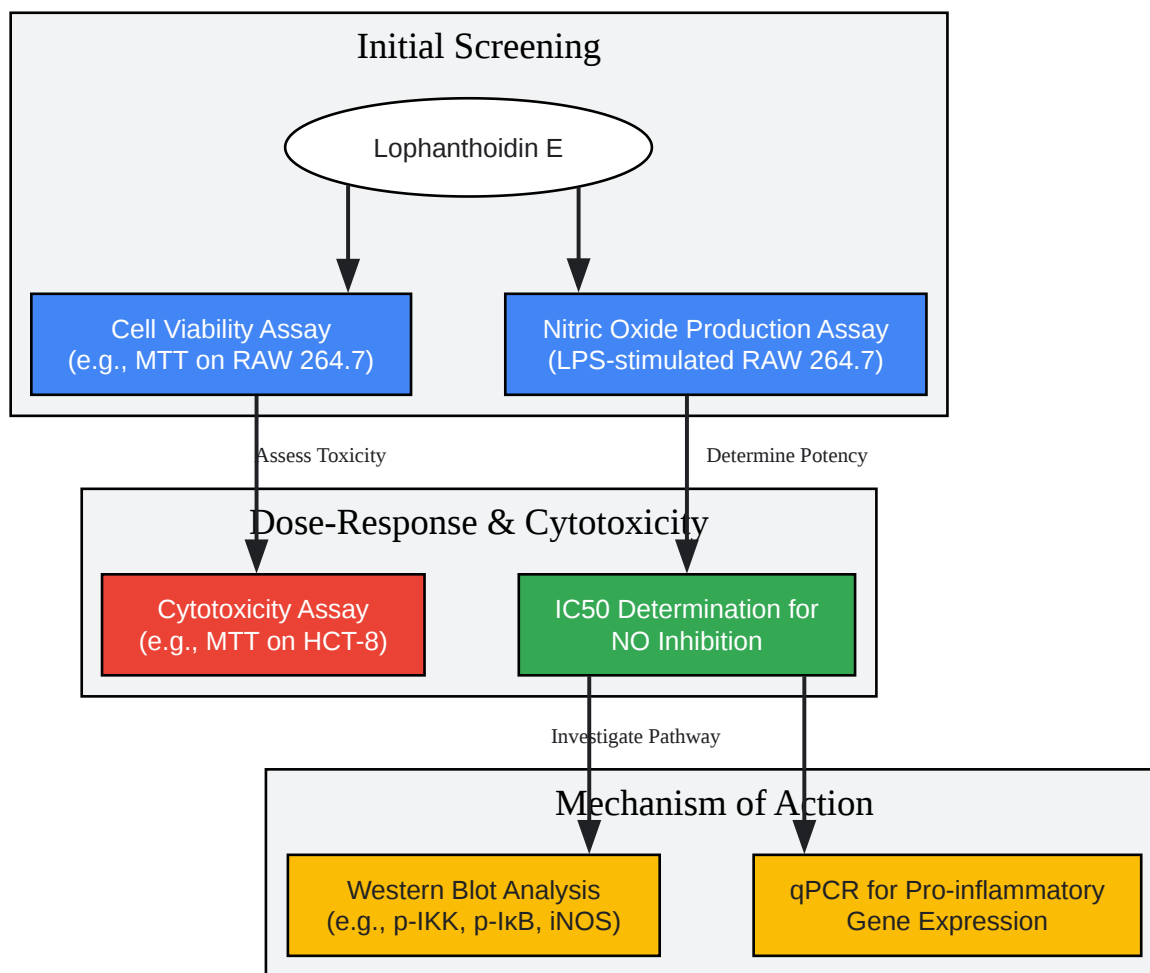 Initial Screening
Lophanthoidin E
Cell Viability Assay
(e.g., MTT on RAW 264.7)
Nitric Oxide Production Assay
(LPS-stimulated RAW 264.7)
Assess Toxicity
Determine Potency
Dose-Response & Cytotoxicity
Cytotoxicity Assay
(e.g., MTT on HCT-8)
IC50 Determination for
NO Inhibition
Investigate Pathway
Mechanism of Action
Western Blot Analysis
(e.g., p-IKK, p-IκB, iNOS)
qPCR for Pro-inflammatory
Gene Expression